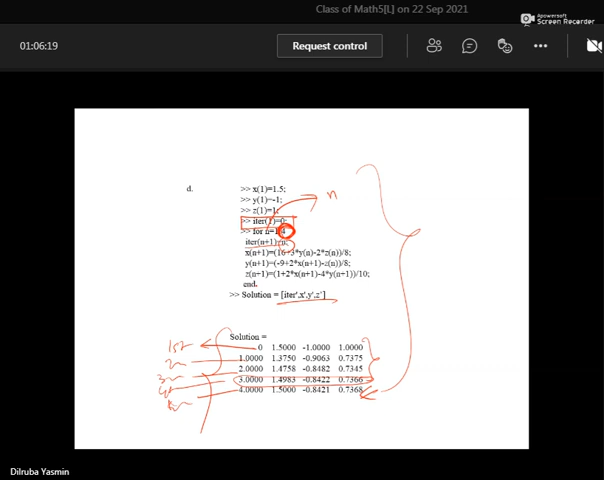 Class of Math5[L] on 22 Sep 2021
Apowersoft
Screen Recorder
01:06:19
Request control
d.
>> x(1)=1.5;
>> y(1)=-1;
>> z(1)=1;
n
>> iter(1)=0;
>> for n=1:4
iter(n+1)=n;
x(n+1)=(16+3*y(n)-2*z(n))/8;
y(n+1)=(-9+2*x(n+1)-z(n))/8;
z(n+1)=(1+2*x(n+1)-4*y(n+1))/10;
end.
>> Solution = [iter',x',y',z']
Solution =
1st 0 1.5000 -1.0000 1.0000
1.0000 1.3750 -0.9063 0.7375
2.0000 1.4758 -0.8482 0.7345
3.0000 1.4983 -0.8422 0.7366
4.0000 1.5000 -0.8421 0.7368
Dilruba Yasmin